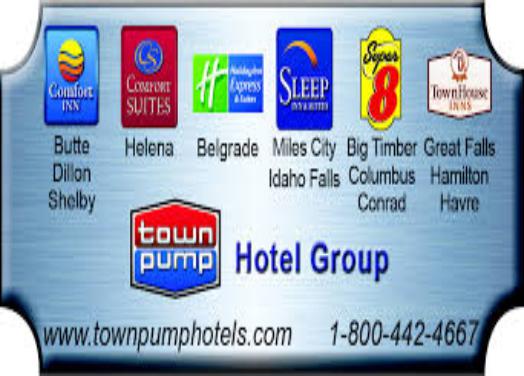 Comfort
INN
CS
COMFORT
SUITES
H
Holiday Inn
Express
& Suites
SLEEP
INN & SUITES
Super
8
TownHouse
INNS
Butte
Dillon
Shelby
Helena
Belgrade
Miles City
Idaho Falls
Big Timber
Columbus
Conrad
Great Falls
Hamilton
Havre
town
pump
Hotel Group
www.townpumphotels.com 1-800-442-4667